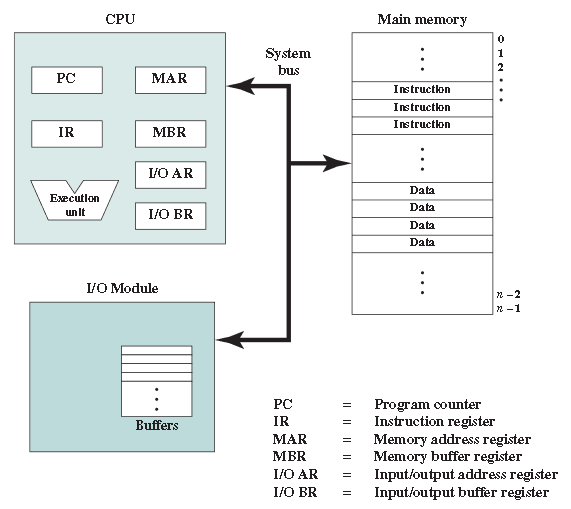 CPU
Main memory
System
bus
PC
MAR
IR
MBR
I/O AR
Execution
unit
I/O BR
0
1
2
Instruction
Instruction
Instruction
Data
Data
Data
Data
n – 2
n – 1
I/O Module
Buffers
PC = Program counter
IR = Instruction register
MAR = Memory address register
MBR = Memory buffer register
I/O AR = Input/output address register
I/O BR = Input/output buffer register